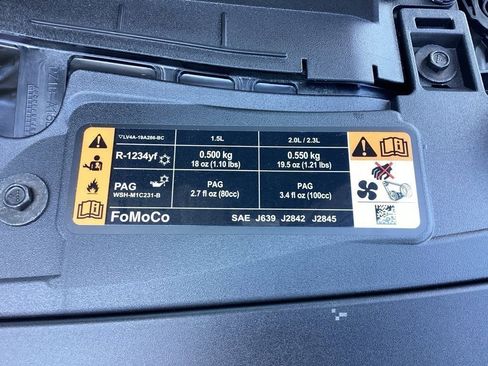 ▽LV4A-19A286-BC 1.5L 2.0L / 2.3L
R-1234yf 0.500 kg 0.550 kg
18 oz (1.10 lbs) 19.5 oz (1.21 lbs)
PAG PAG PAG
WSH-M1C231-B 2.7 fl oz (80cc) 3.4 fl oz (100cc)
FoMoCo SAE J639 J2842 J2845